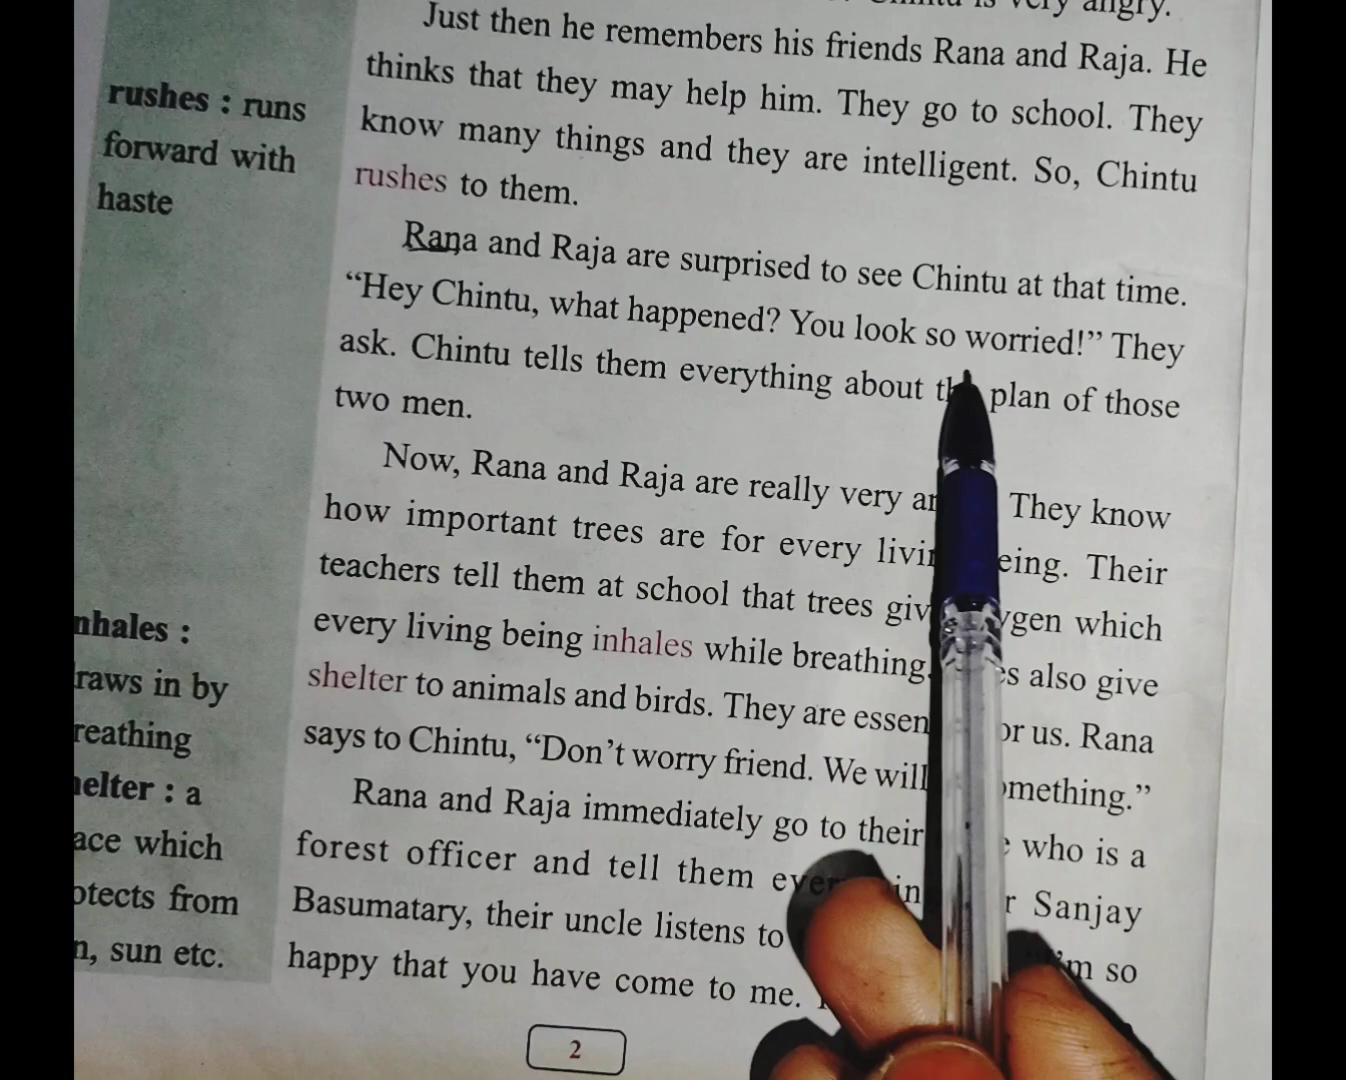 is very angry.
Just then he remembers his friends Rana and Raja. He
thinks that they may help him. They go to school. They
know many things and they are intelligent. So, Chintu
rushes to them.
Rana and Raja are surprised to see Chintu at that time.
“Hey Chintu, what happened? You look so worried!” They
ask. Chintu tells them everything about plan of those
two men.
Now, Rana and Raja are really very They know
how important trees are for every Their
teachers tell them at school that trees which
every living being inhales while breathing. also give
shelter to animals and birds. They are or us. Rana
says to Chintu, “Don’t worry friend. We will
Rana and Raja immediately go to their who is a
forest officer and tell them Sanjay
Basumatary, their uncle listens to so
happy that you have come to me.
rushes : runs
forward with
haste
nhales :
raws in by
reathing
elter : a
ace which
otects from
n, sun etc.
2